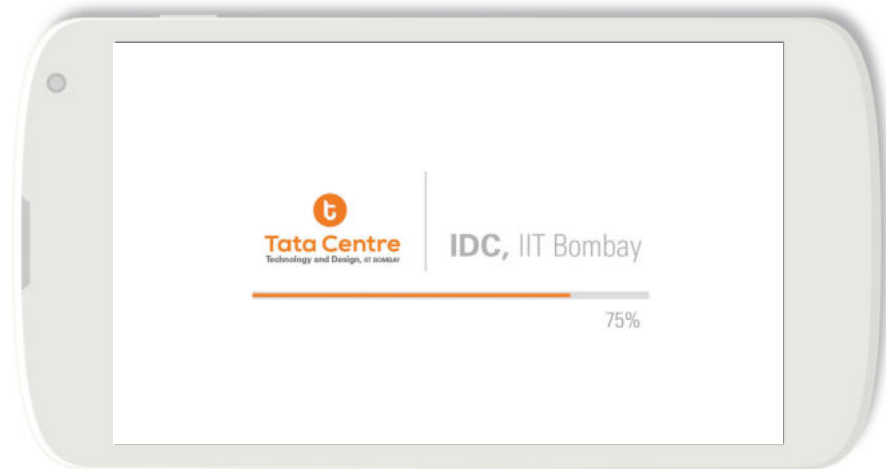 t
Tata Centre
Technology and Design, IIT BOMBAY
IDC, IIT Bombay
75%